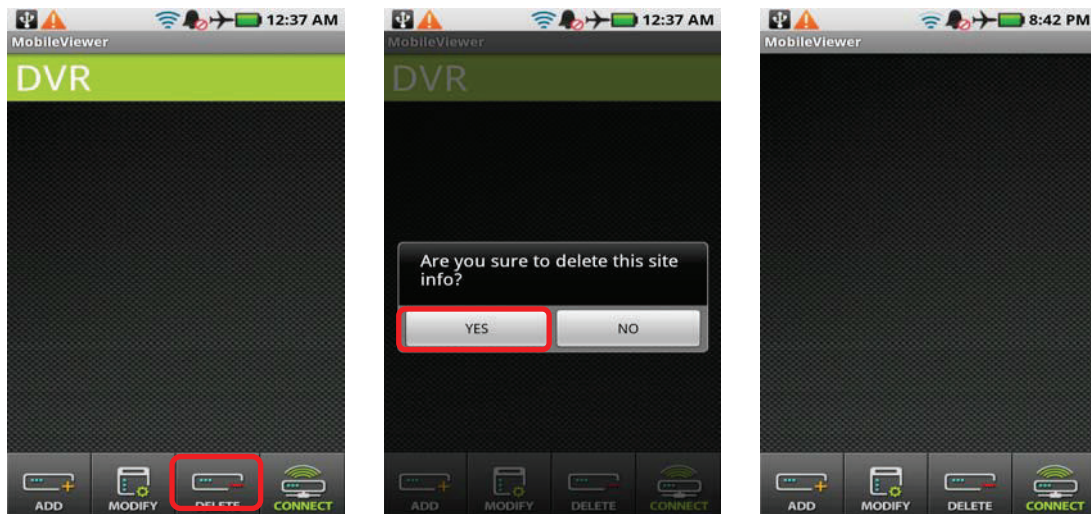 12:37 AM
MobileViewer
DVR
ADD MODIFY DELETE CONNECT
12:37 AM
MobileViewer
DVR
Are you sure to delete this site
info?
YES NO
ADD MODIFY DELETE CONNECT
8:42 PM
MobileViewer
ADD MODIFY DELETE CONNECT